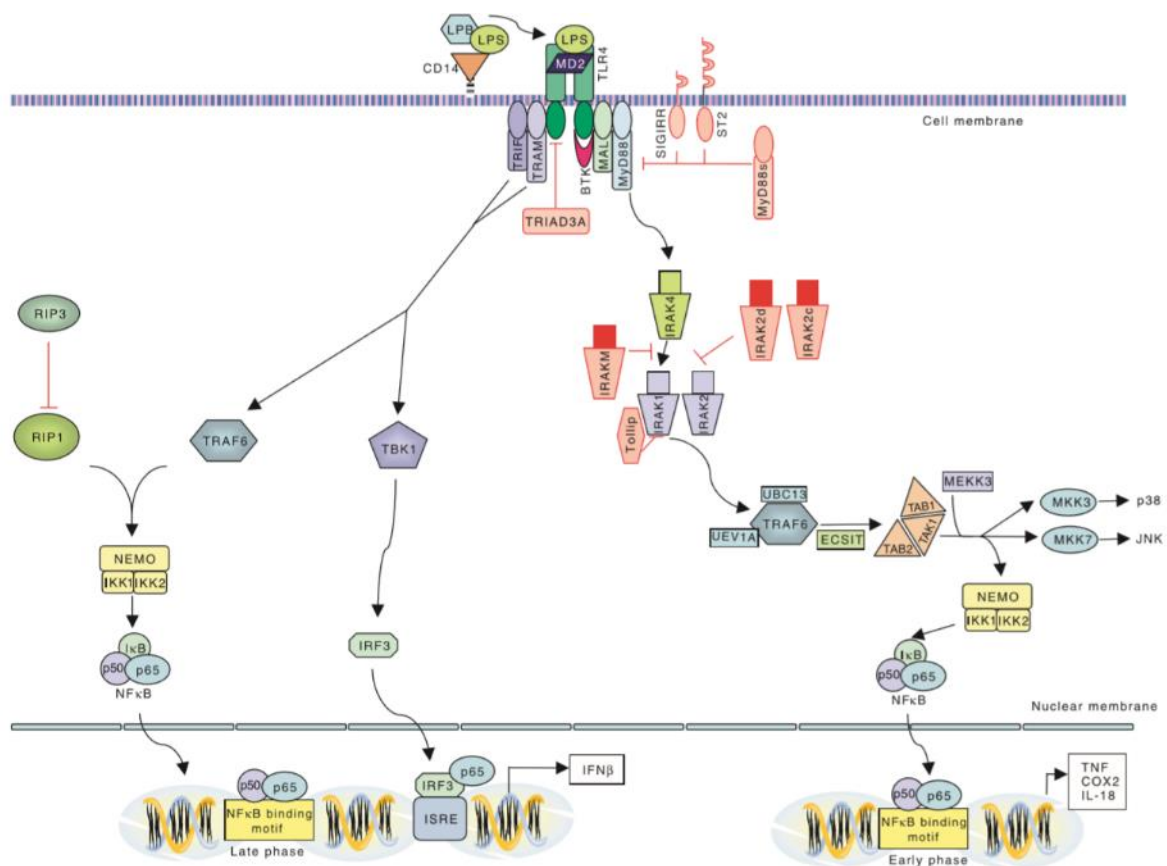 LPB
LPS
LPS
CD14
MD2
TLR4
Cell membrane
TRIF
TRAM
BTK
MAL
MyD88
SIGIRR
ST2
MyD88s
TRIAD3A
RIP3
IRAK4
IRAK2d
IRAK2c
IRAKM
RIP1
TRAF6
TBK1
IRAK1
IRAK2
Tollip
UBC13
TRAF6
UEV1A
ECSIT
TAB1
TAK1
TAB2
MEKK3
MKK3
p38
MKK7
JNK
NEMO
IKK1 IKK2
NEMO
IKK1 IKK2
IκB
p50 p65
NFκB
IRF3
IκB
p50 p65
NFκB
Nuclear membrane
p50 p65
NFκB binding
motif
Late phase
IRF3
p65
ISRE
IFNβ
p50 p65
NFκB binding
motif
Early phase
TNF
COX2
IL-18